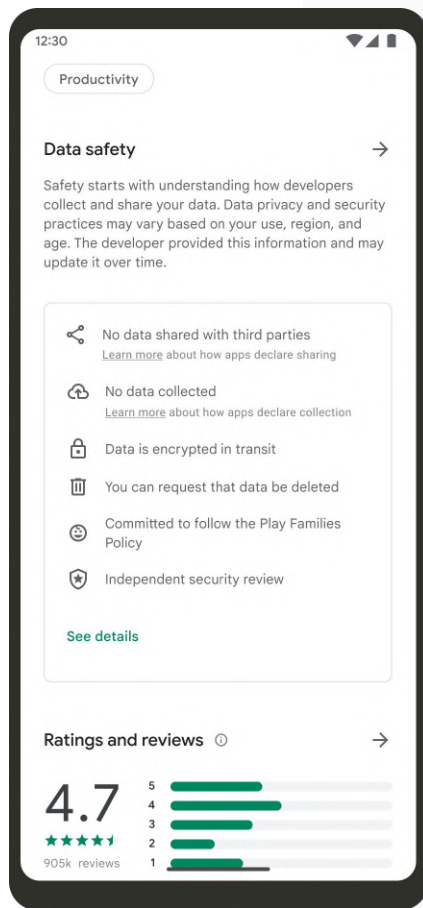 12:30
Productivity
Data safety
Safety starts with understanding how developers
collect and share your data. Data privacy and security
practices may vary based on your use, region, and
age. The developer provided this information and may
update it over time.
No data shared with third parties
Learn more about how apps declare sharing
No data collected
Learn more about how apps declare collection
Data is encrypted in transit
You can request that data be deleted
Committed to follow the Play Families
Policy
Independent security review
See details
Ratings and reviews
4.7
905k reviews
5
4
3
2
1